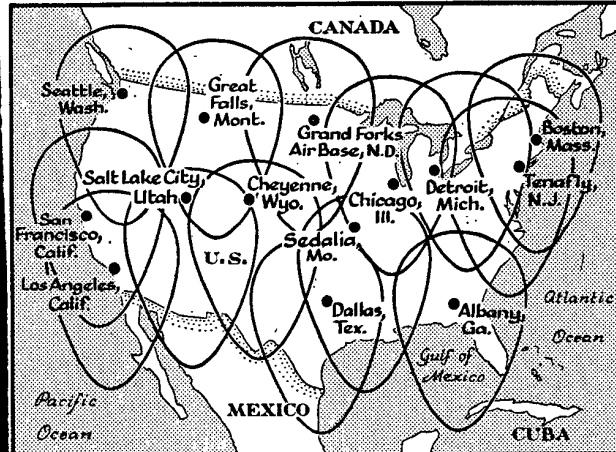 CANADA
Seattle,
Wash.
Great
Falls,
Mont.
Grand Forks
Air Base, N.D.
Boston,
Mass.
Salt Lake City,
Utah
Cheyenne,
Wyo.
Chicago,
Ill.
Detroit,
Mich.
Tenafly,
N.J.
San
Francisco,
Calif.
U.S.
Sedalia,
Mo.
Los Angeles,
Calif.
Dallas,
Tex.
Albany,
Ga.
Atlantic
Ocean
Gulf of
Mexico
Pacific
Ocean
MEXICO
CUBA